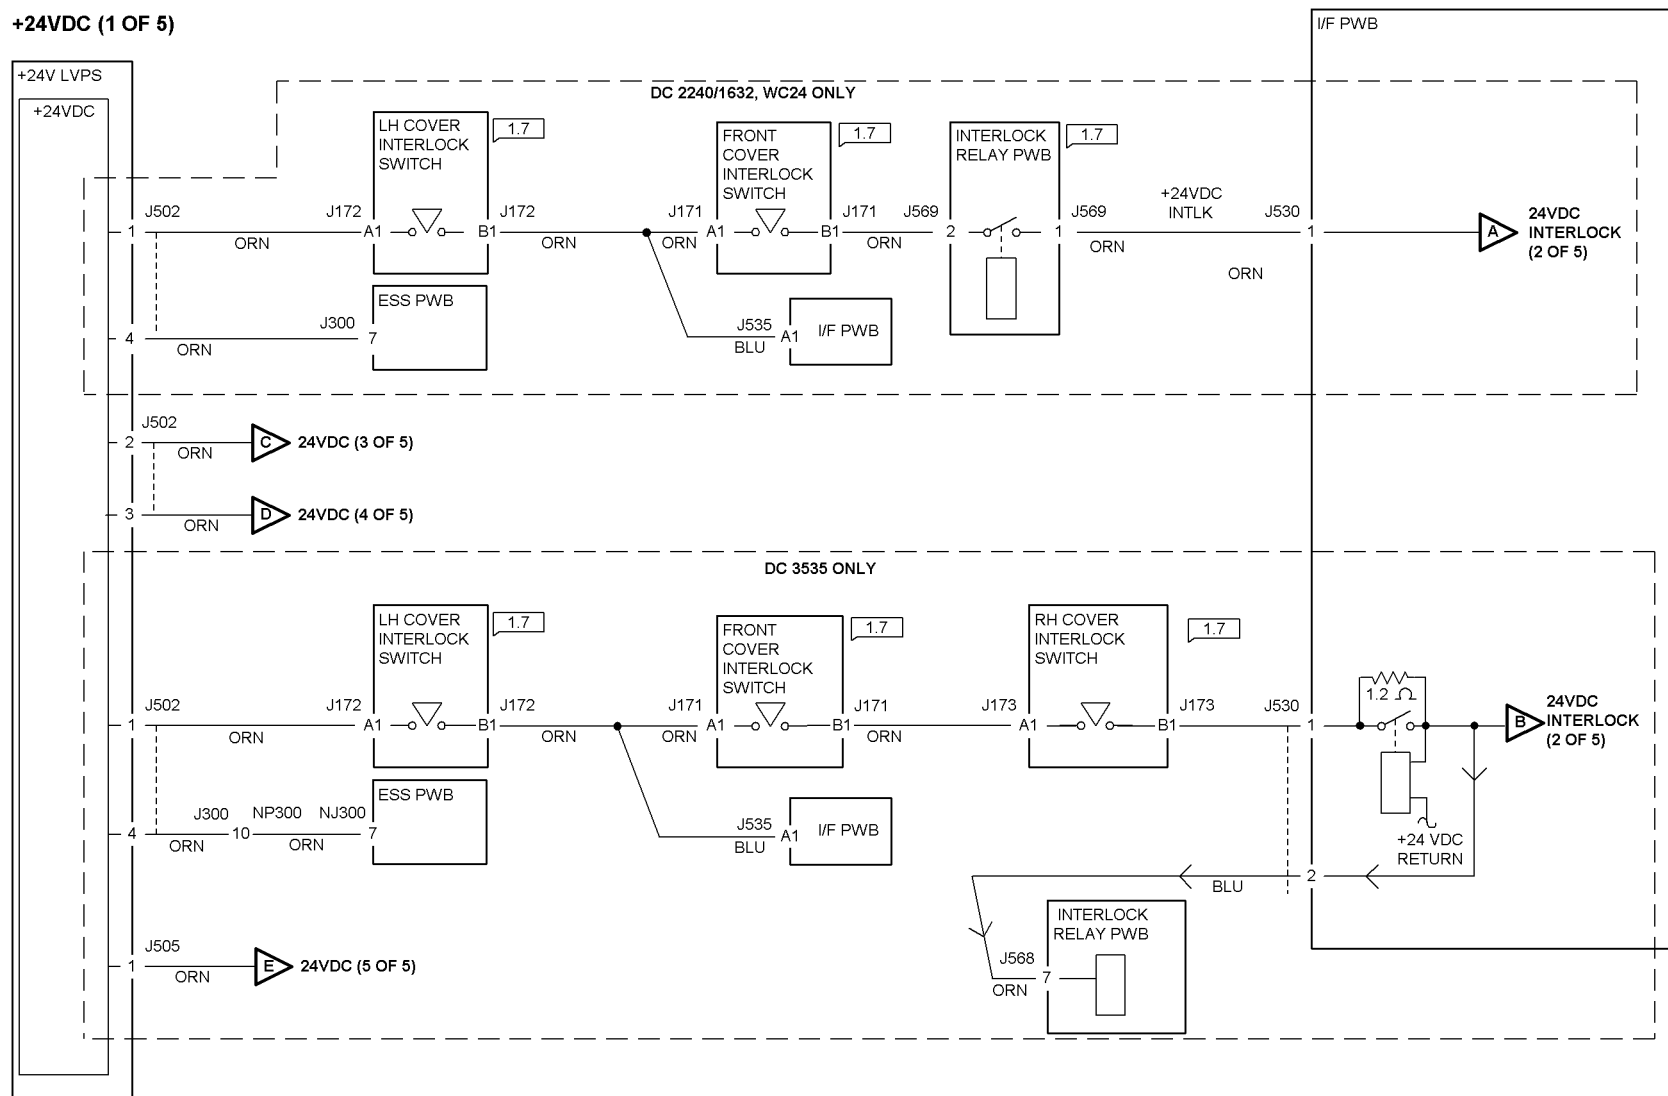 +24VDC (1 OF 5)
I/F PWB
+24V LVPS
+24VDC
DC 2240/1632, WC24 ONLY
LH COVER
INTERLOCK
SWITCH
1.7
FRONT
COVER
INTERLOCK
SWITCH
1.7
INTERLOCK
RELAY PWB
1.7
1
J502
ORN
J172
A1
B1
J172
ORN
J171
ORN
A1
B1
J171
ORN
J569
2
1
J569
ORN
+24VDC
INTLK
ORN
J530
1
A
24VDC
INTERLOCK
(2 OF 5)
4
ORN
J300
7
ESS PWB
J535
BLU
A1
I/F PWB
2
J502
ORN
C
24VDC (3 OF 5)
3
ORN
D
24VDC (4 OF 5)
DC 3535 ONLY
LH COVER
INTERLOCK
SWITCH
1.7
FRONT
COVER
INTERLOCK
SWITCH
1.7
RH COVER
INTERLOCK
SWITCH
1.7
1
J502
ORN
J172
A1
B1
J172
ORN
J171
ORN
A1
B1
J171
ORN
J173
A1
B1
J173
J530
1
1.2 Ω
B
24VDC
INTERLOCK
(2 OF 5)
+24 VDC
RETURN
4
ORN
J300
10
NP300
ORN
NJ300
7
ESS PWB
J535
BLU
A1
I/F PWB
BLU
2
INTERLOCK
RELAY PWB
J568
ORN
7
1
J505
ORN
E
24VDC (5 OF 5)